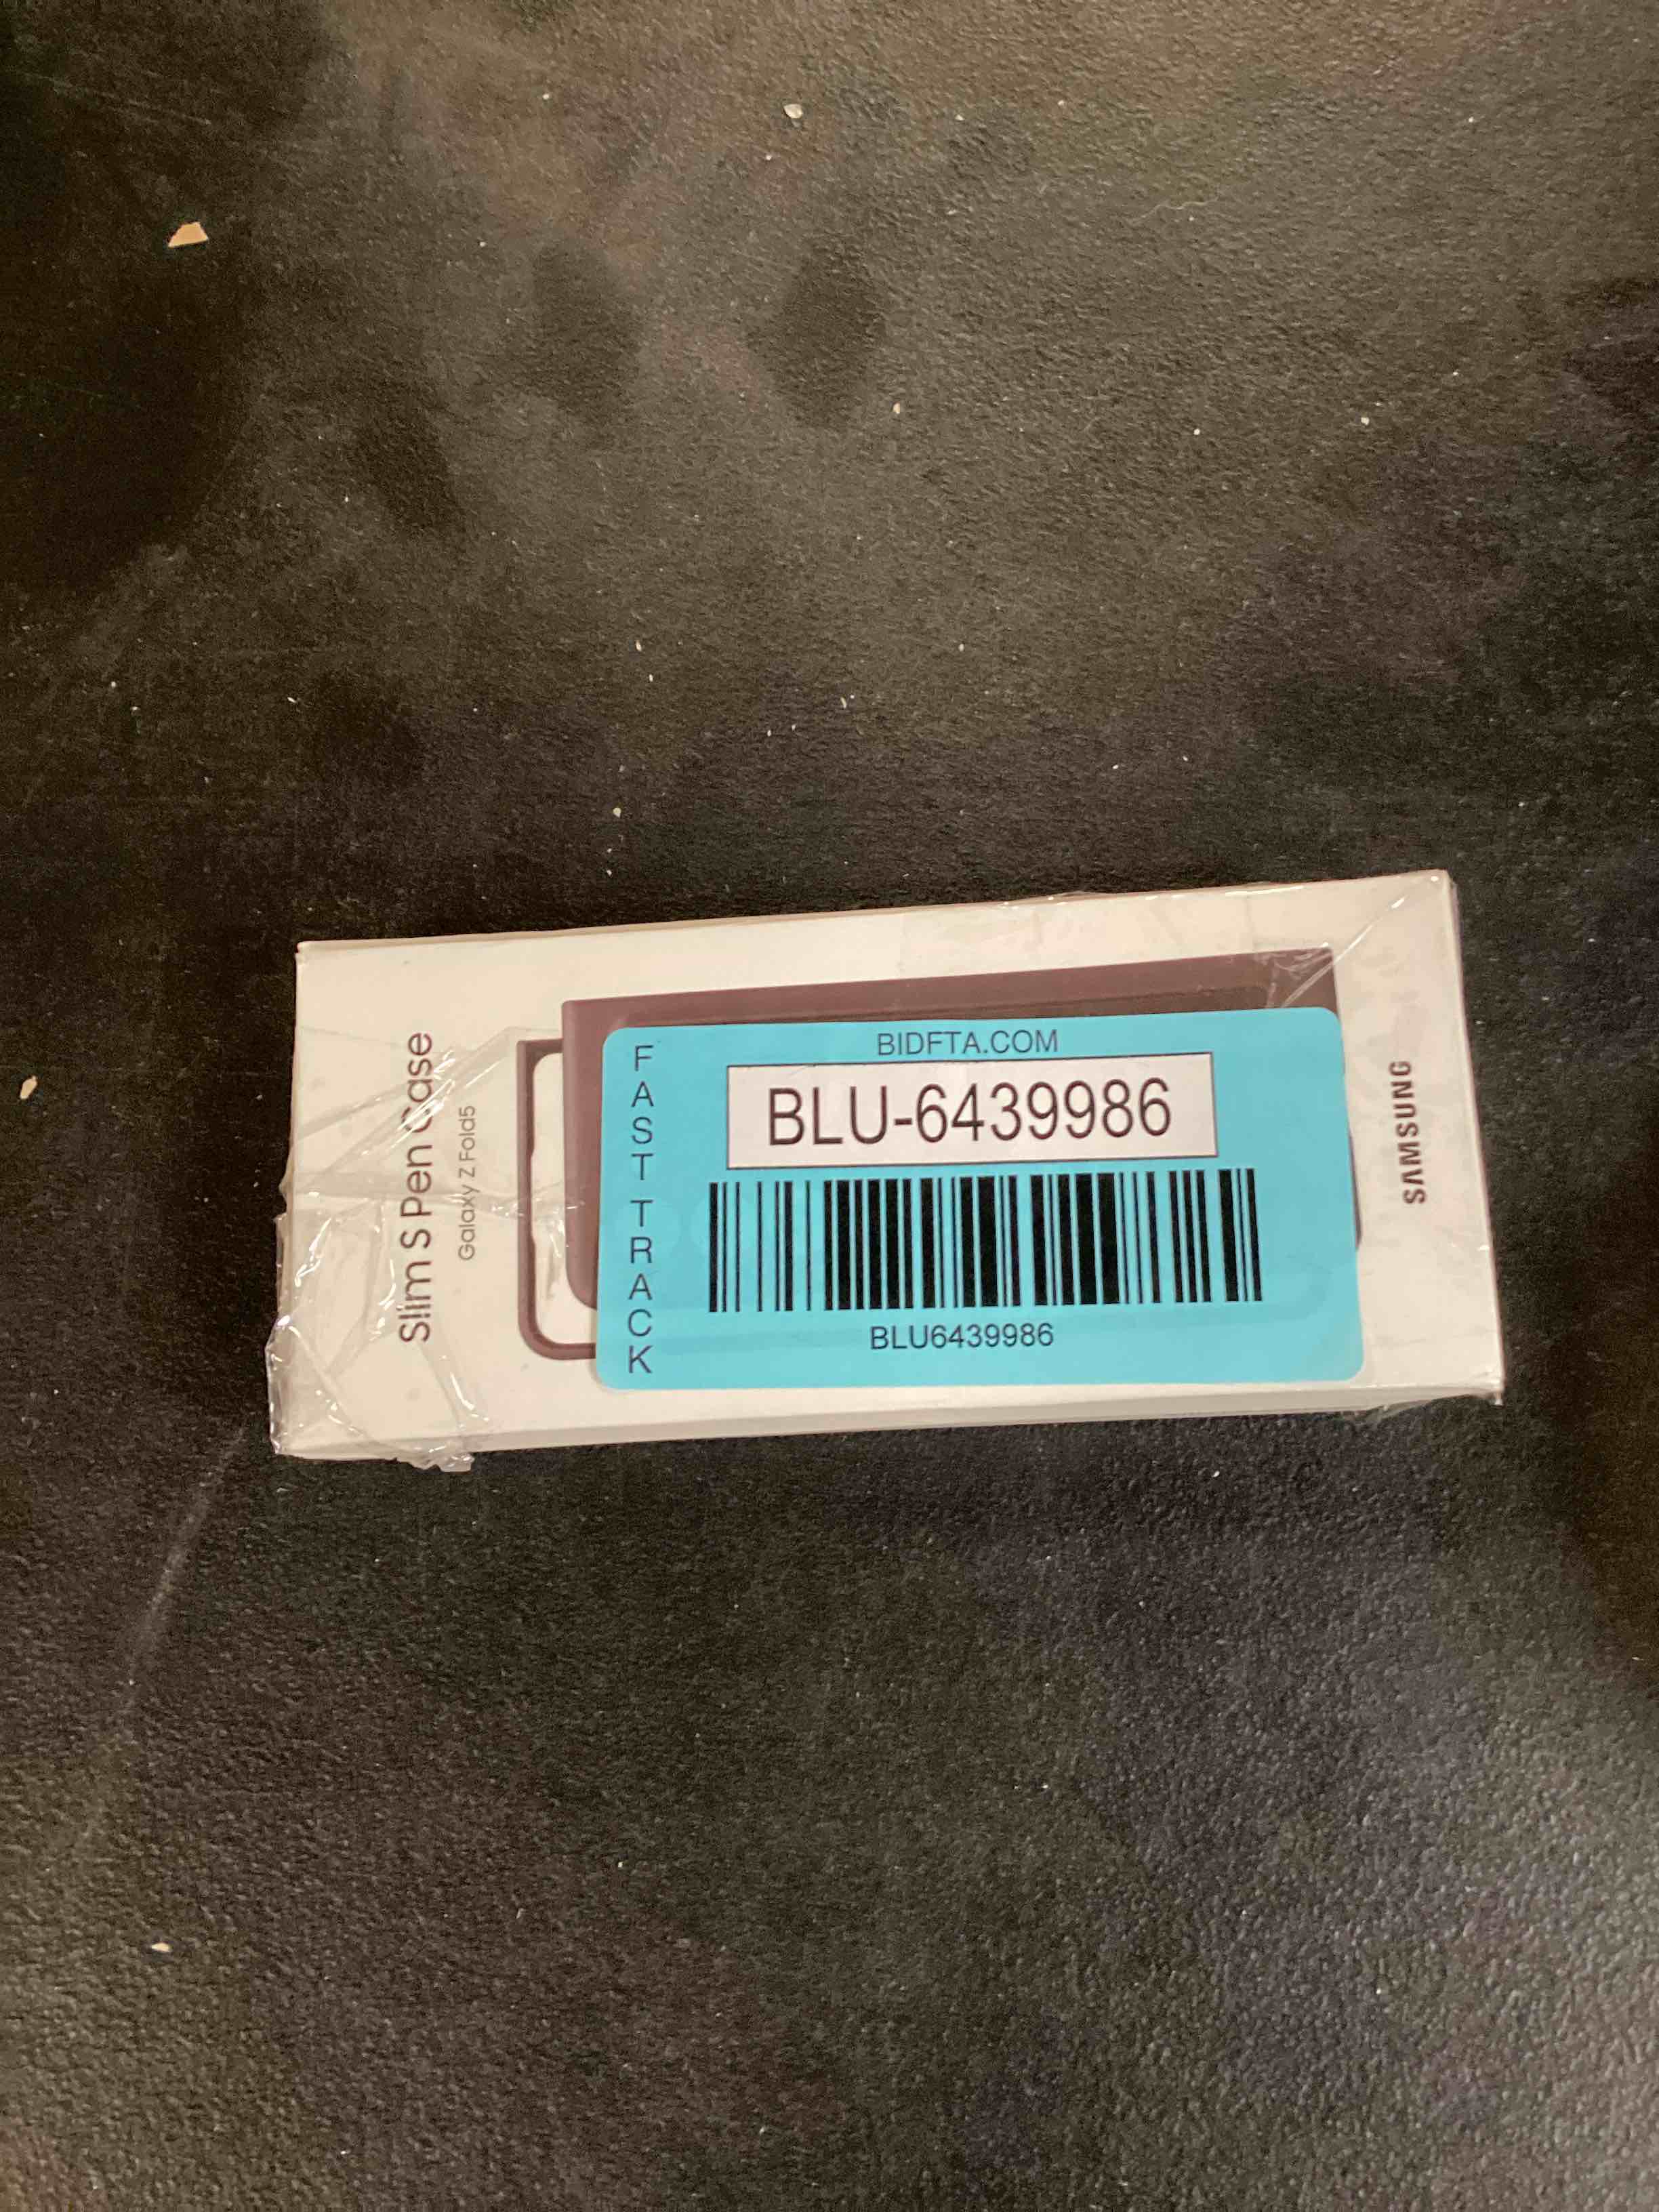 Slim S Pen Case
Galaxy Z Fold5
FAST TRACK
BIDFTA.COM
BLU-6439986
BLU6439986
SAMSUNG